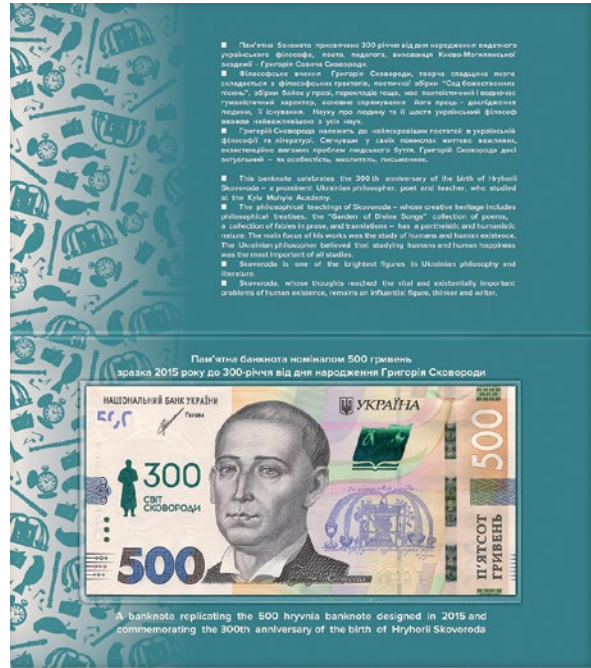 ■ Пам'ятна банкнота присвячена 300-річчю від дня народження видатного
українського філософа, поета, педагога, вихованця Києво-Могилянської
академії – Григорія Савича Сковороди.
■ Філософське вчення Григорія Сковороди, творча спадщина якого
складається з філософських трактатів, поетичної збірки "Сад божественних
пісень", збірки байок у прозі, перекладів тощо, має пантеїстичний і водночас
гуманістичний характер, основне спрямування його праць – дослідження
людини, її існування. Науку про людину та її щастя український філософ
вважав найважливішою з усіх наук.
■ Григорій Сковорода належить до найяскравіших постатей в українській
філософії та літературі. Сягнувши у своїх помислах життєво важливих,
екзистенційно вагомих проблем людського буття, Григорій Сковорода досі
актуальний – як особистість, мислитель, письменник.
■ This banknote celebrates the 300th anniversary of the birth of Hryhorii
Skovoroda – a prominent Ukrainian philosopher, poet and teacher, who studied
at the Kyiv Mohyla Academy.
■ The philosophical teachings of Skovoroda – whose creative heritage includes
philosophical treatises, the "Garden of Divine Songs" collection of poems,
a collection of fables in prose, and translations – has a pantheistic and humanistic
nature. The main focus of his works was the study of humans and human existence.
The Ukrainian philosopher believed that studying humans and human happiness
was the most important of all studies.
■ Skovoroda is one of the brightest figures in Ukrainian philosophy and
literature.
■ Skovoroda, whose thoughts reached the vital and existentially important
problems of human existence, remains an influential figure, thinker and writer.
Пам'ятна банкнота номіналом 500 гривень
зразка 2015 року до 300-річчя від дня народження Григорія Сковороди
НАЦІОНАЛЬНИЙ БАНК УКРАЇНИ
Голова
УКРАЇНА
500
300
СВІТ
СКОВОРОДИ
П'ЯТСОТ
ГРИВЕНЬ
500
A banknote replicating the 500 hryvnia banknote designed in 2015 and
commemorating the 300th anniversary of the birth of Hryhorii Skovoroda